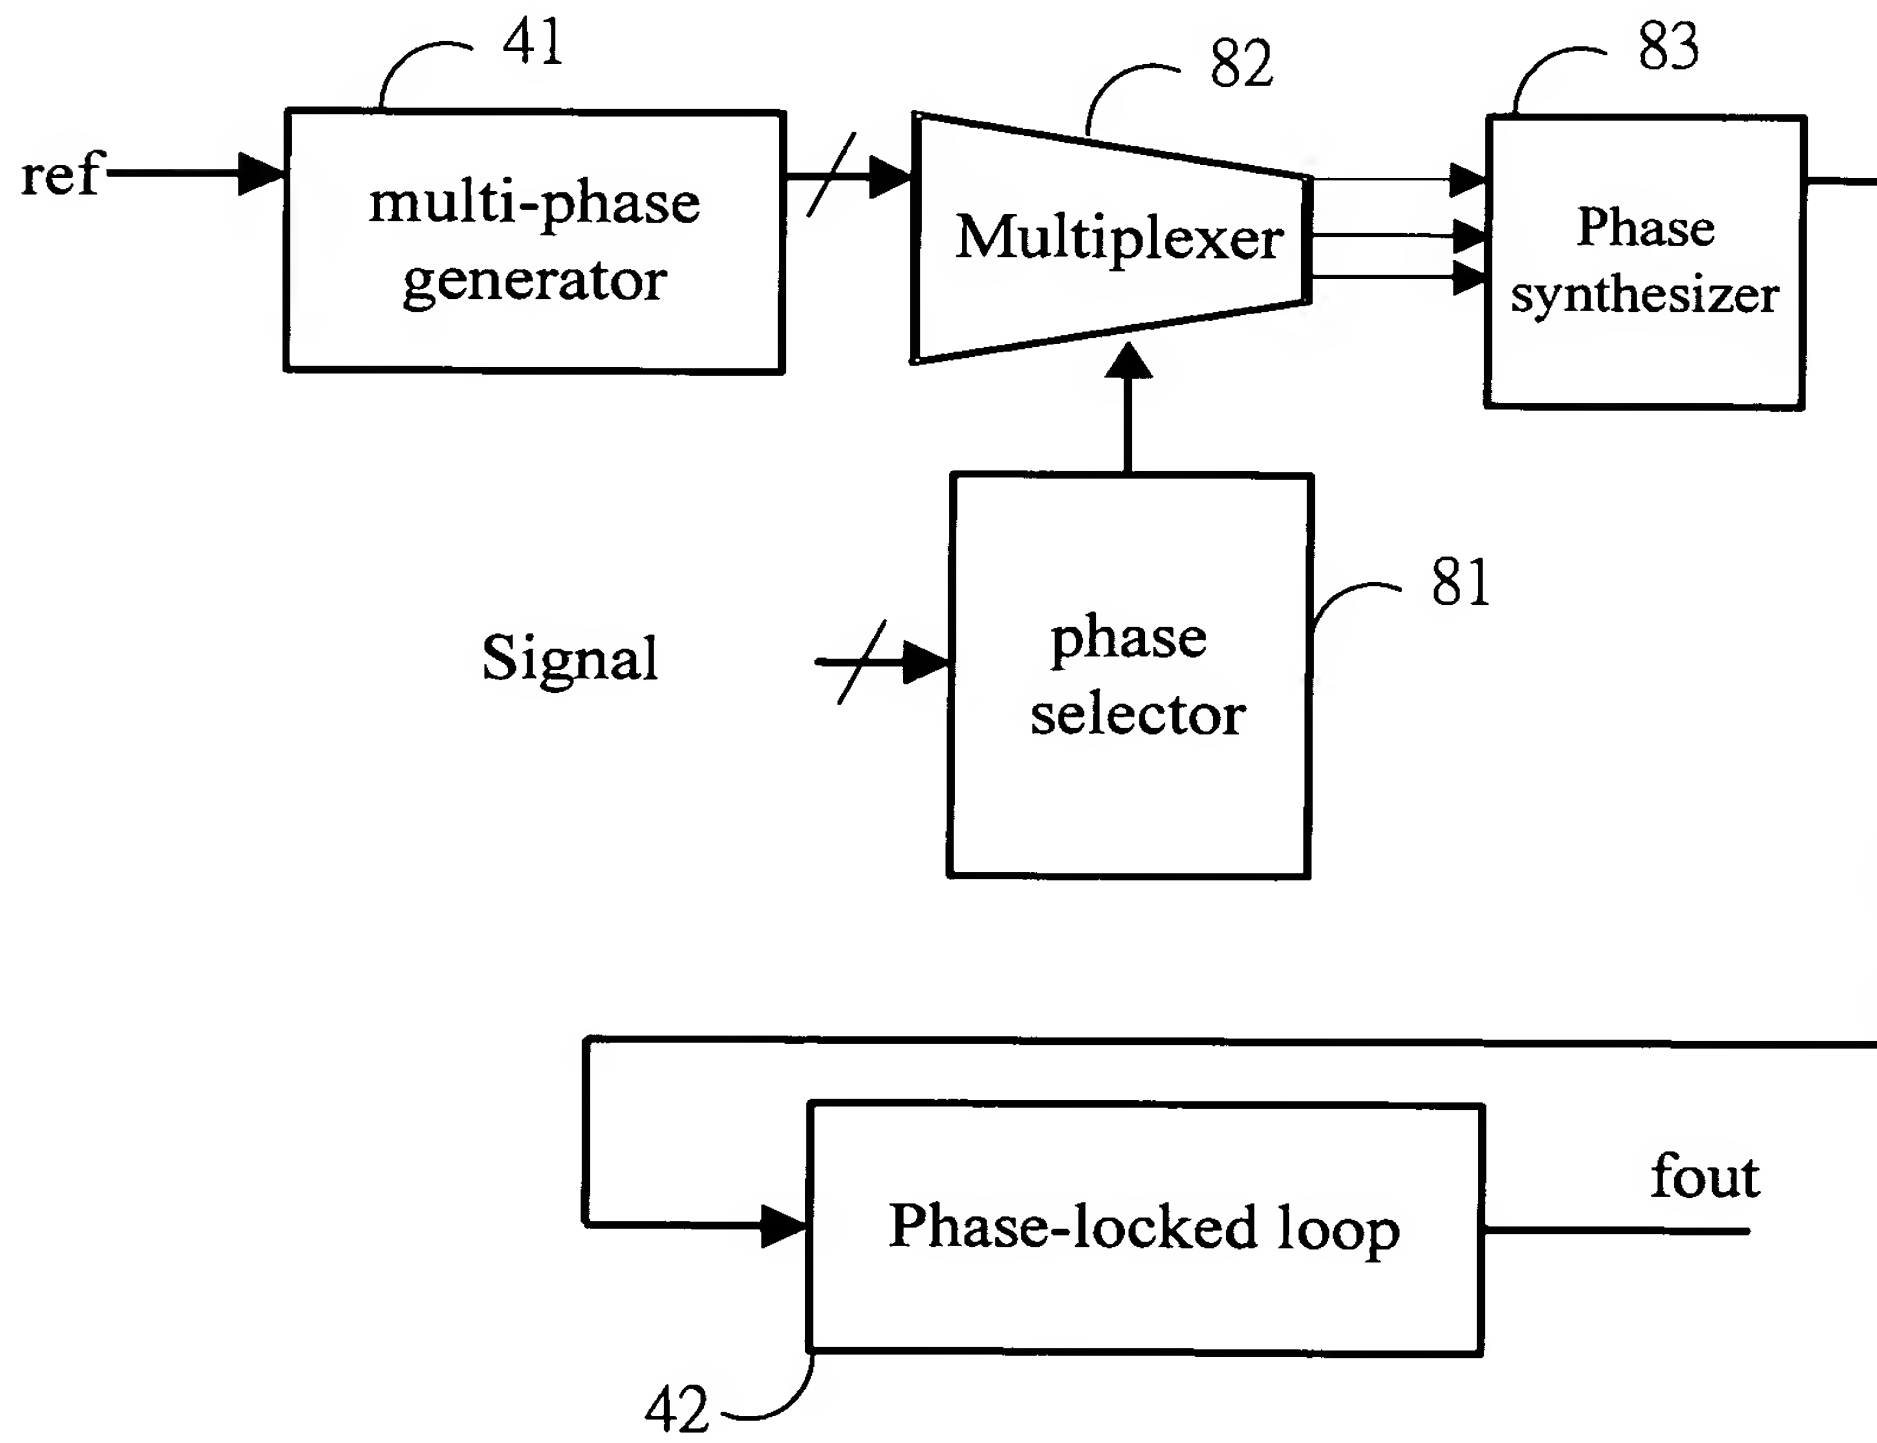 41
82
83
ref
multi-phase
generator
Multiplexer
Phase
synthesizer
81
Signal
phase
selector
fout
Phase-locked loop
42